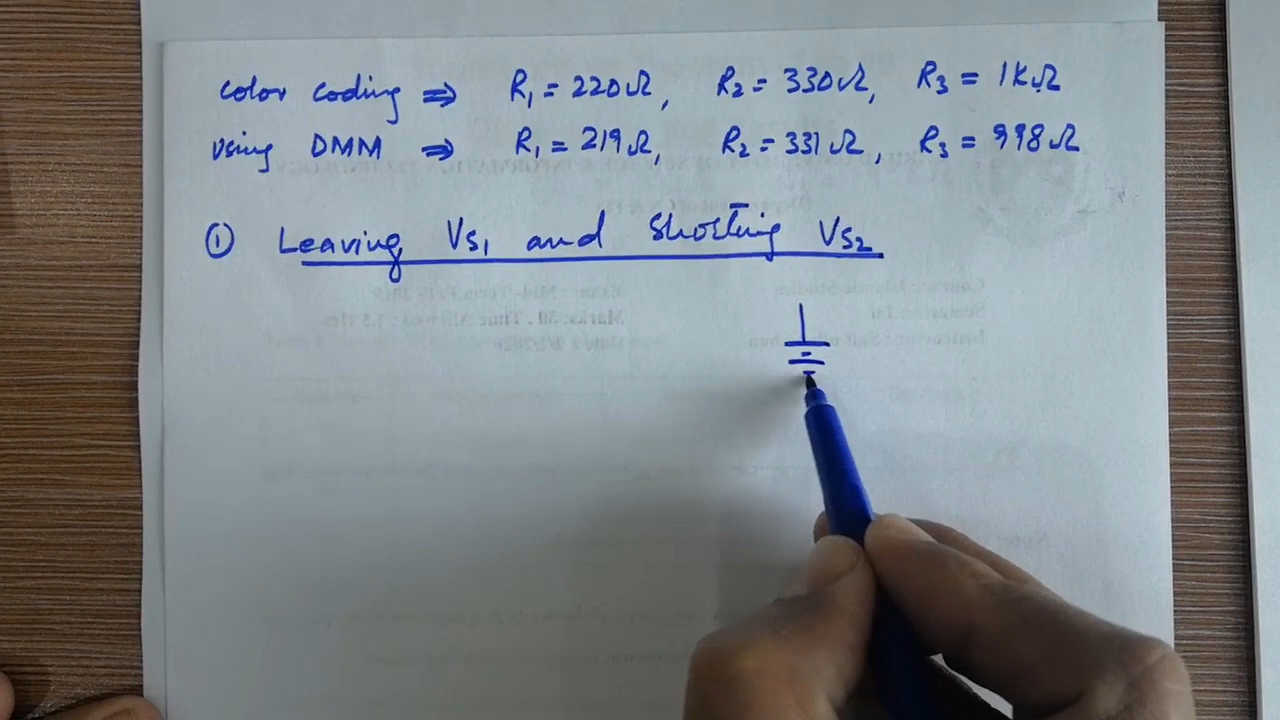 color coding ⇒ R₁ = 220Ω, R₂ = 330Ω, R₃ = 1KΩ
using DMM ⇒ R₁ = 219Ω, R₂ = 331Ω, R₃ = 998Ω
① Leaving Vs₁ and Shorting Vs₂